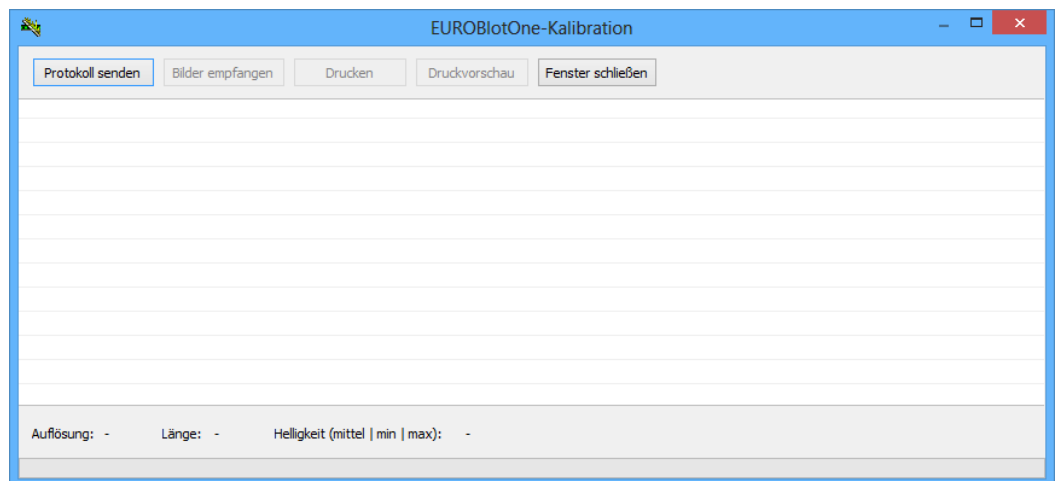 EUROBlotOne-Kalibration
Protokoll senden Bilder empfangen Drucken Druckvorschau Fenster schließen
Auflösung: - Länge: - Helligkeit (mittel | min | max): -